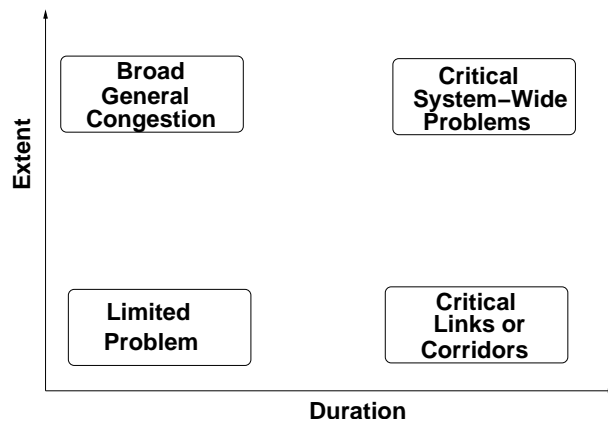 Broad
General
Congestion
Critical
System−Wide
Problems
Extent
Limited
Problem
Critical
Links or
Corridors
Duration